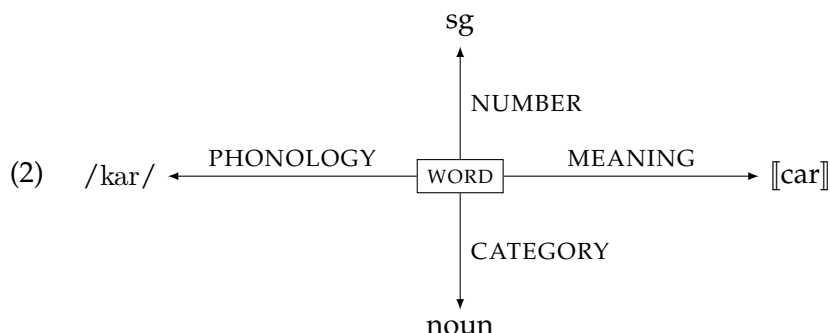 sg
NUMBER
(2) /kar/ PHONOLOGY WORD MEANING ⟦car⟧
CATEGORY
noun